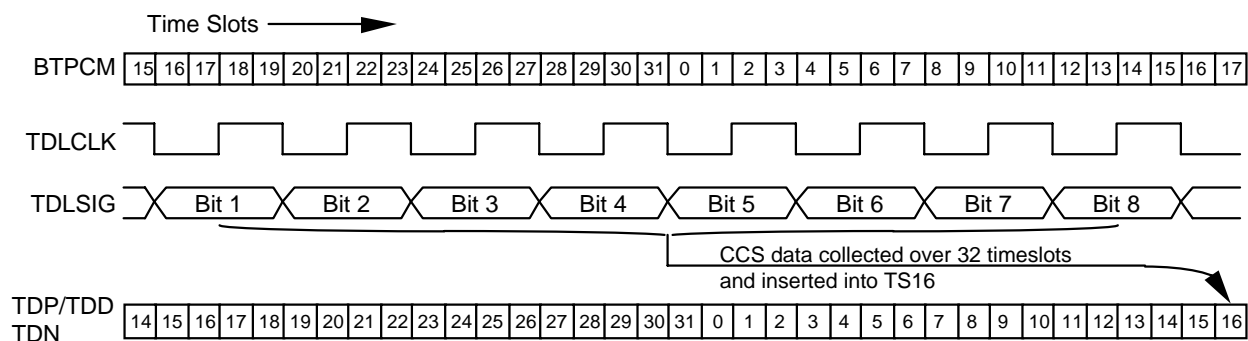 Time Slots
BTPCM 15 16 17 18 19 20 21 22 23 24 25 26 27 28 29 30 31 0 1 2 3 4 5 6 7 8 9 10 11 12 13 14 15 16 17
TDLCLK
TDLSIG Bit 1 Bit 2 Bit 3 Bit 4 Bit 5 Bit 6 Bit 7 Bit 8
CCS data collected over 32 timeslots
and inserted into TS16
TDP/TDD
TDN 14 15 16 17 18 19 20 21 22 23 24 25 26 27 28 29 30 31 0 1 2 3 4 5 6 7 8 9 10 11 12 13 14 15 16